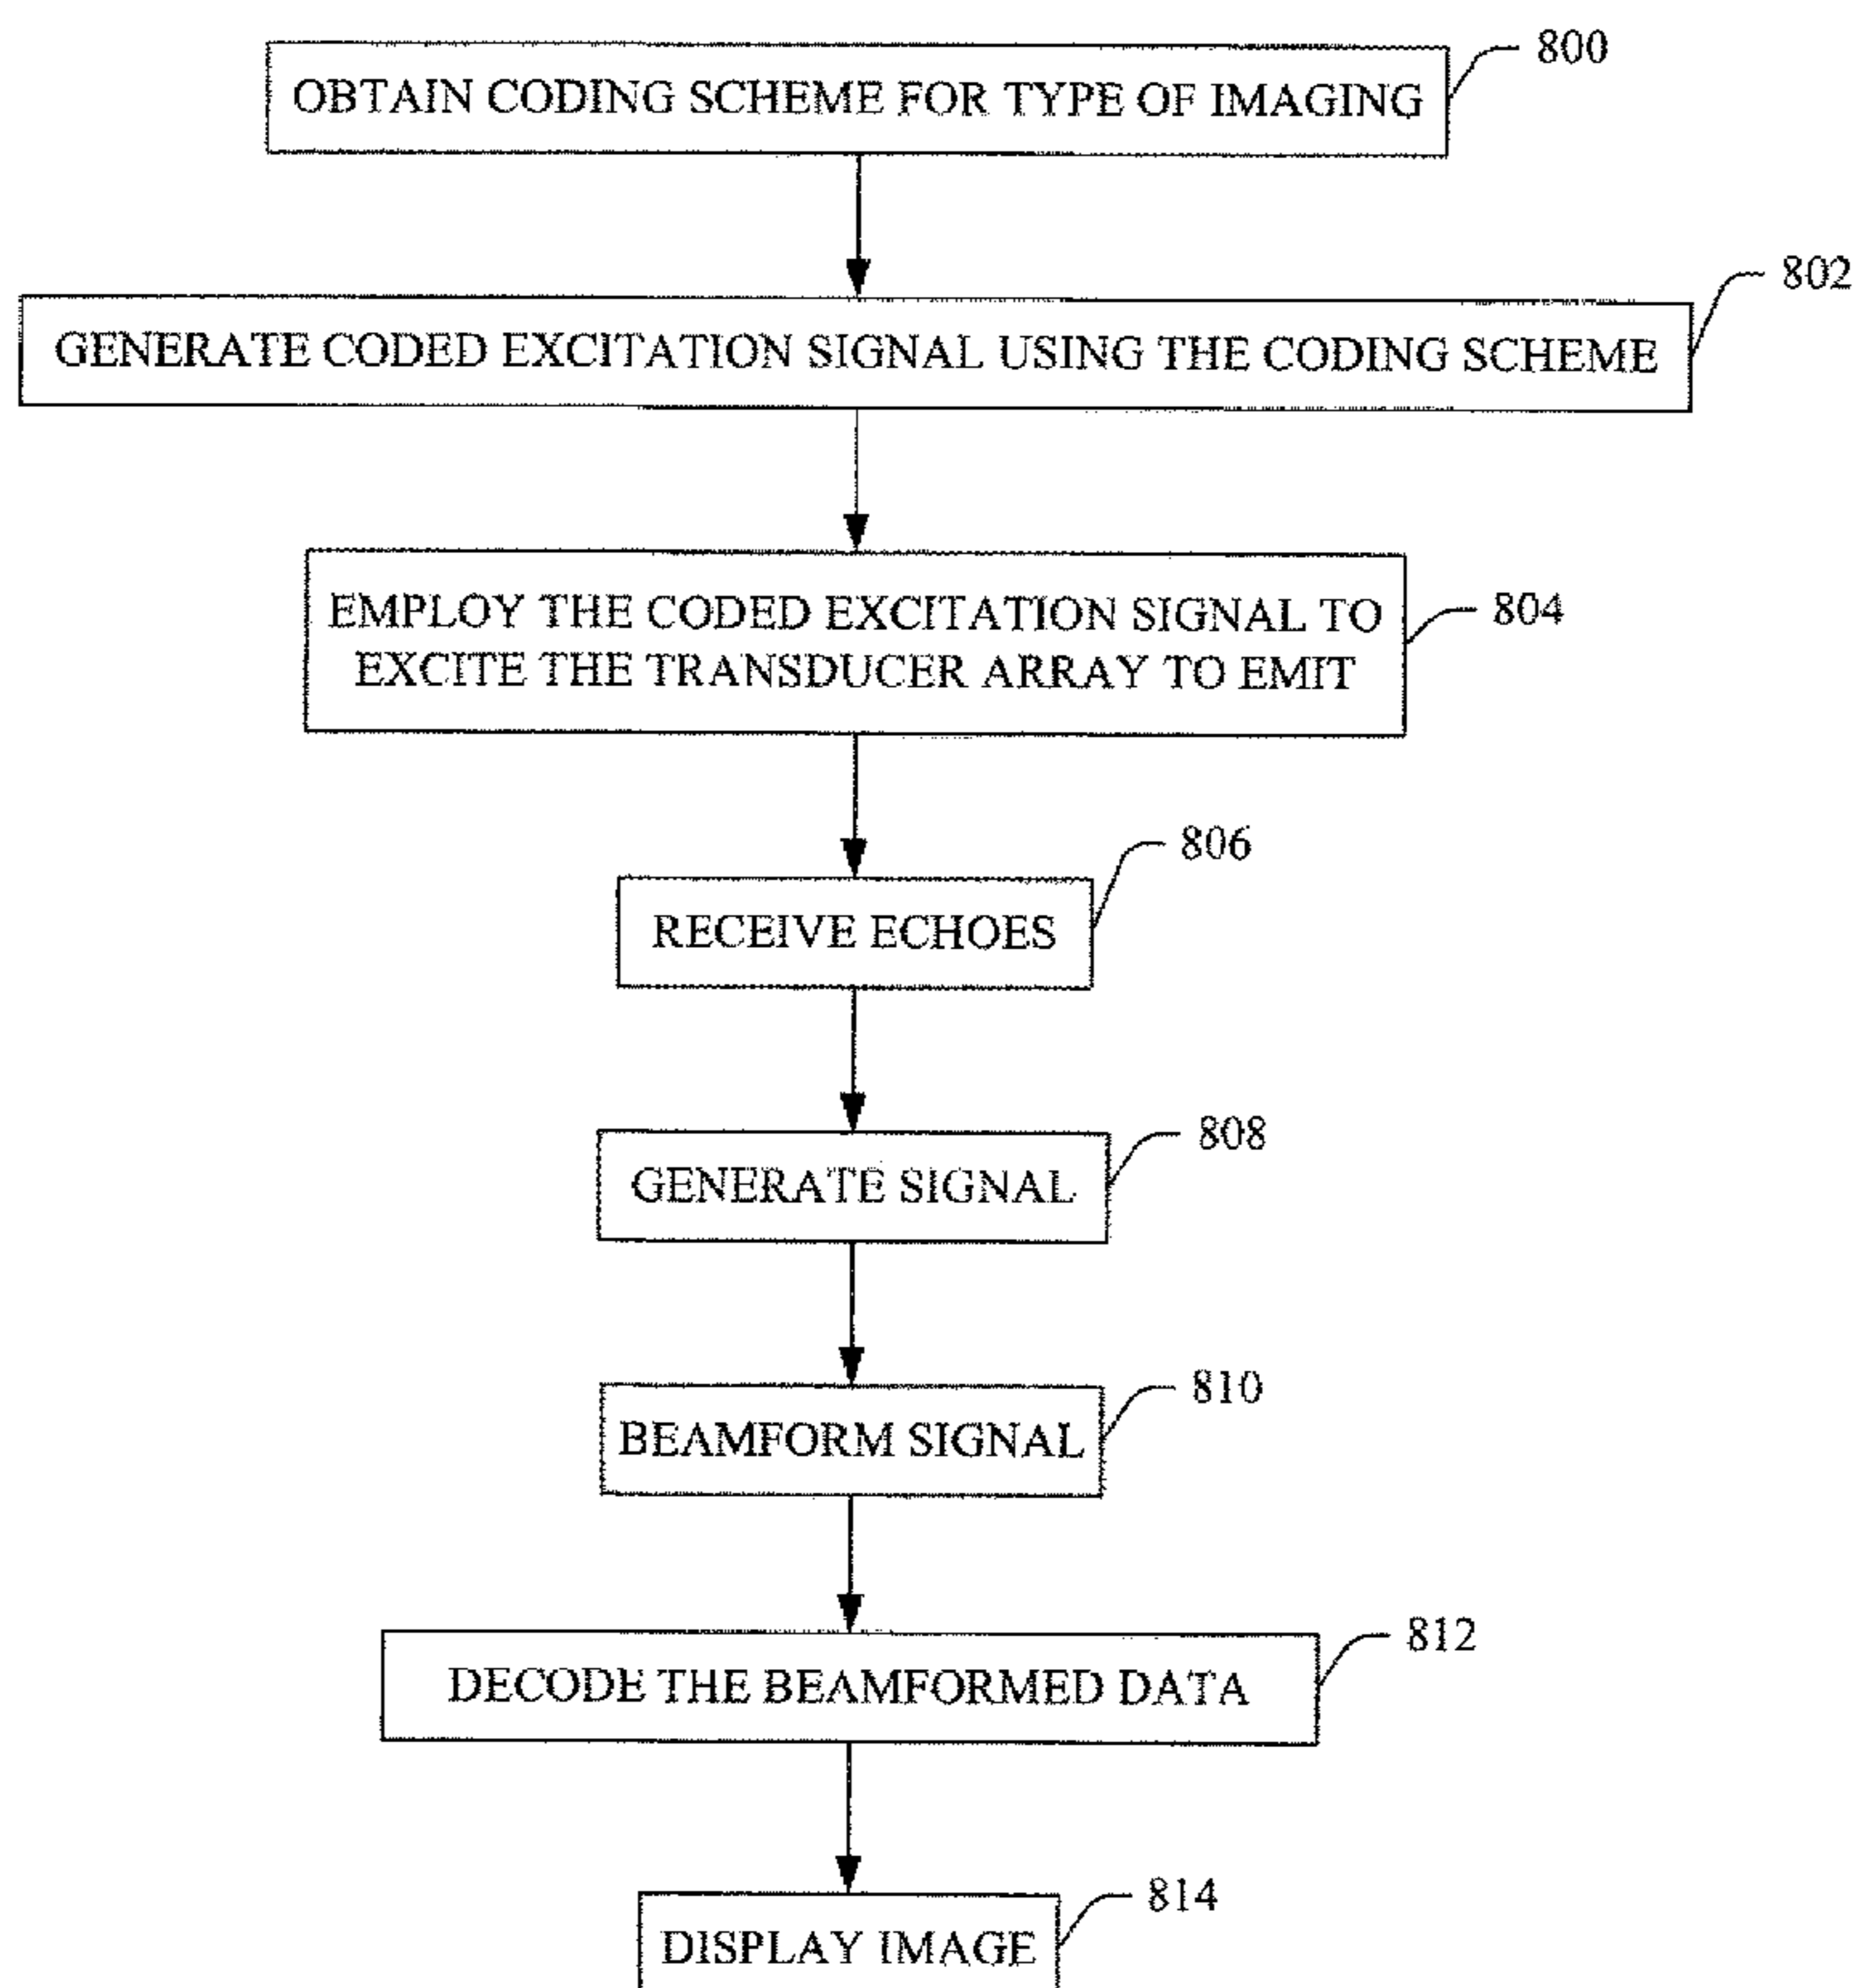 800
OBTAIN CODING SCHEME FOR TYPE OF IMAGING
802
GENERATE CODED EXCITATION SIGNAL USING THE CODING SCHEME
804
EMPLOY THE CODED EXCITATION SIGNAL TO
EXCITE THE TRANSDUCER ARRAY TO EMIT
806
RECEIVE ECHOES
808
GENERATE SIGNAL
810
BEAMFORM SIGNAL
812
DECODE THE BEAMFORMED DATA
814
DISPLAY IMAGE